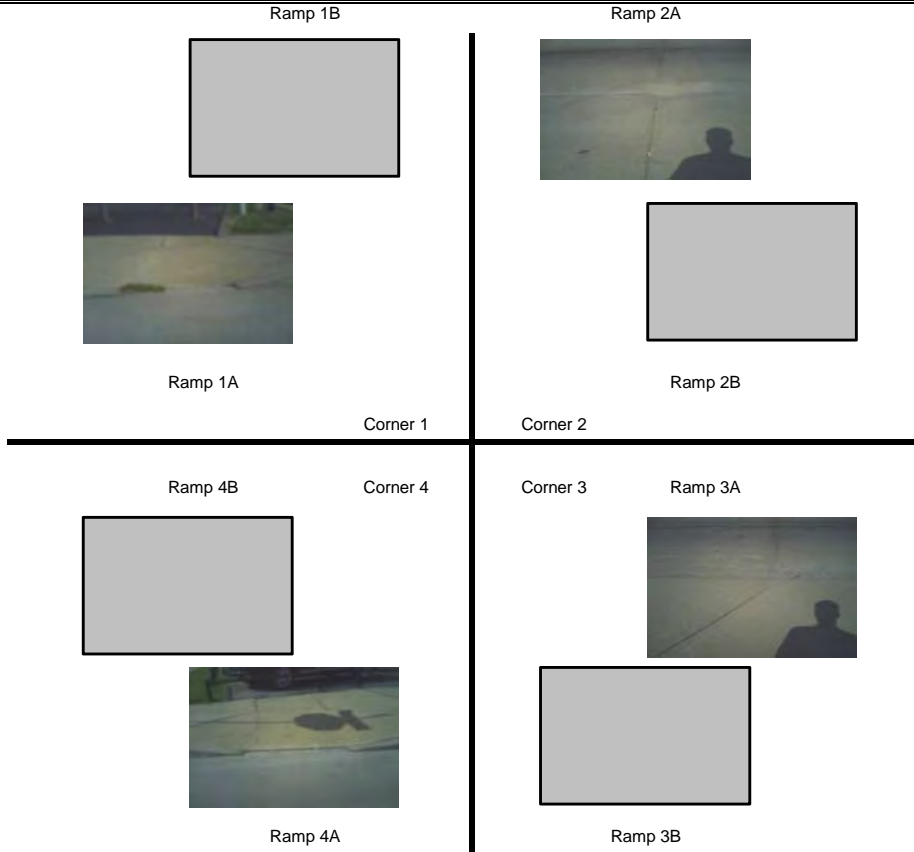 Ramp 1B Ramp 2A
Ramp 1A Ramp 2B
Corner 1 Corner 2
Ramp 4B Corner 4 Corner 3 Ramp 3A
Ramp 4A Ramp 3B